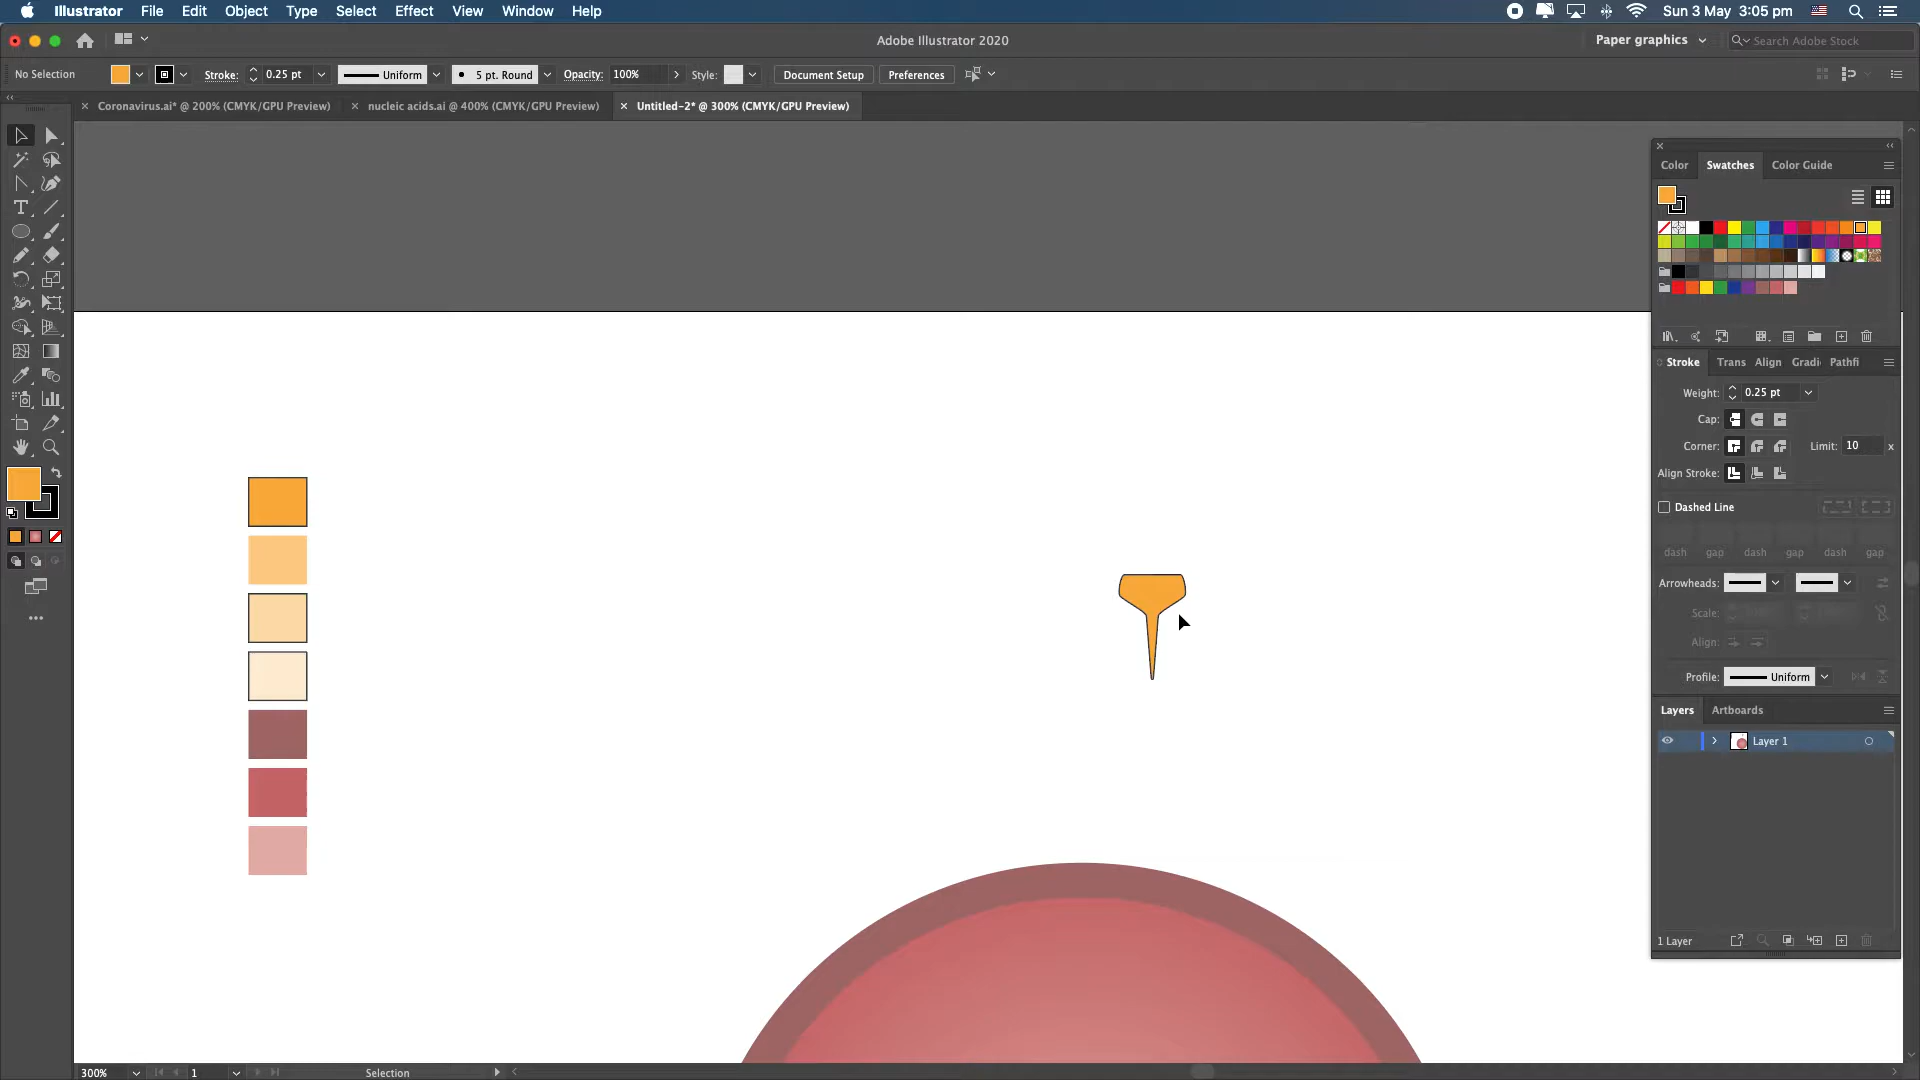 Illustrator File Edit Object Type Select Effect View Window Help Sun 3 May 3:05 pm
Adobe Illustrator 2020 Paper graphics Search Adobe Stock
No Selection Stroke: 0.25 pt Uniform 5 pt. Round Opacity: 100% Style: Document Setup Preferences
Coronavirus.ai* @ 200% (CMYK/GPU Preview) nucleic acids.ai @ 400% (CMYK/GPU Preview) Untitled-2* @ 300% (CMYK/GPU Preview)
Color Swatches Color Guide
Stroke Trans Align Gradi Pathfi
Weight: 0.25 pt
Cap:
Corner: Limit: 10 x
Align Stroke:
Dashed Line
dash gap dash gap dash gap
Arrowheads:
Scale:
Align:
Profile: Uniform
Layers Artboards
Layer 1
1 Layer
300% 1 Selection